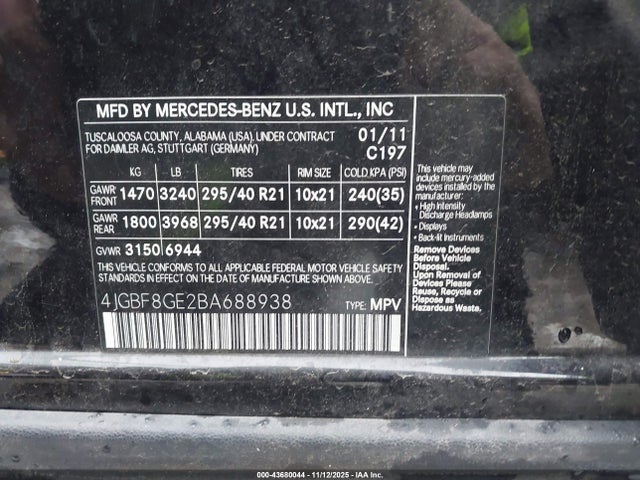 MFD BY MERCEDES-BENZ U.S. INTL., INC
TUSCALOOSA COUNTY, ALABAMA (USA), UNDER CONTRACT 01/11
FOR DAIMLER AG, STUTTGART (GERMANY) C197
KG LB TIRES RIM SIZE COLD, KPA (PSI)
GAWR FRONT 1470 3240 295/40 R21 10x21 240(35)
GAWR REAR 1800 3968 295/40 R21 10x21 290(42)
GVWR 3150 6944
THIS VEHICLE CONFORMS TO ALL APPLICABLE FEDERAL MOTOR VEHICLE SAFETY
STANDARDS IN EFFECT ON THE DATE OF MANUFACTURE SHOWN ABOVE.
4JGBF8GE2BA688938 TYPE: MPV
This vehicle may
include mercury-added
devices installed by the
manufacturer:
• High Intensity
Discharge Headlamps
• Displays
• Back-lit Instruments
Remove Devices
Before Vehicle
Disposal.
Upon Removal of
Devices Please
Reuse, Recycle or
Dispose as
Hazardous Waste.
000-43680044 - 11/12/2025 - IAA Inc.